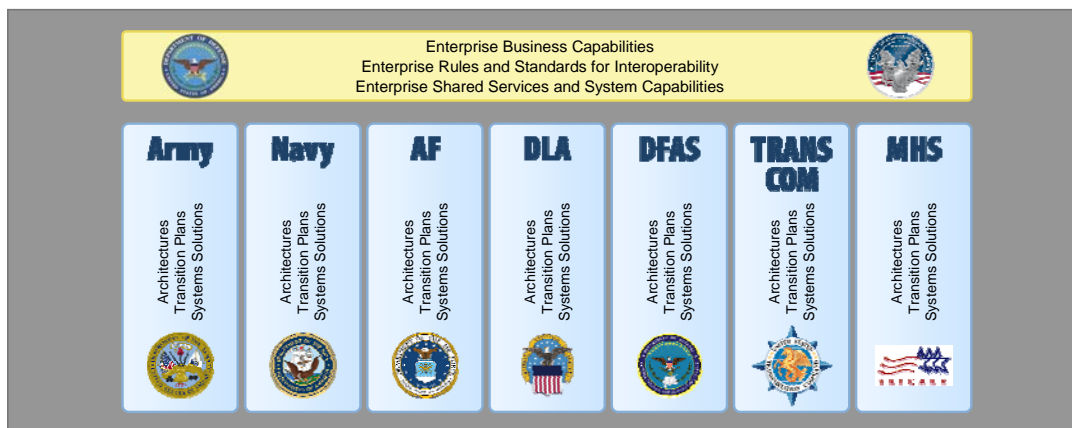 Enterprise Business Capabilities
Enterprise Rules and Standards for Interoperability
Enterprise Shared Services and System Capabilities
Army
Architectures
Transition Plans
Systems Solutions
Navy
Architectures
Transition Plans
Systems Solutions
AF
Architectures
Transition Plans
Systems Solutions
DLA
Architectures
Transition Plans
Systems Solutions
DFAS
Architectures
Transition Plans
Systems Solutions
TRANS
COM
Architectures
Transition Plans
Systems Solutions
MHS
Architectures
Transition Plans
Systems Solutions
TRICARE